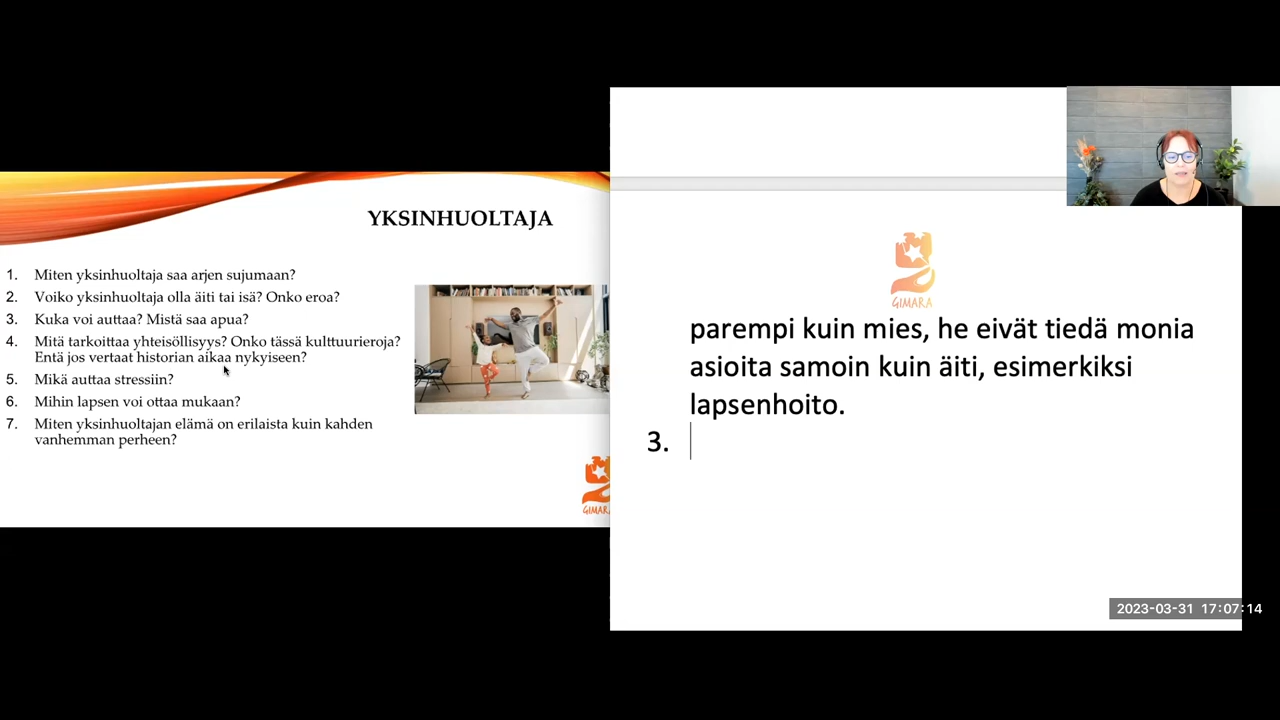 YKSINHUOLTAJA
1. Miten yksinhuoltaja saa arjen sujumaan?
2. Voiko yksinhuoltaja olla äiti tai isä? Onko eroa?
3. Kuka voi auttaa? Mistä saa apua?
4. Mitä tarkoittaa yhteisöllisyys? Onko tässä kulttuurieroja?
Entä jos vertaat historian aikaa nykyiseen?
5. Mikä auttaa stressiin?
6. Mihin lapsen voi ottaa mukaan?
7. Miten yksinhuoltajan elämä on erilaista kuin kahden
vanhemman perheen?
GIMARA
GIMARA
parempi kuin mies, he eivät tiedä monia
asioita samoin kuin äiti, esimerkiksi
lapsenhoito.
3.
2023-03-31 17:07:14